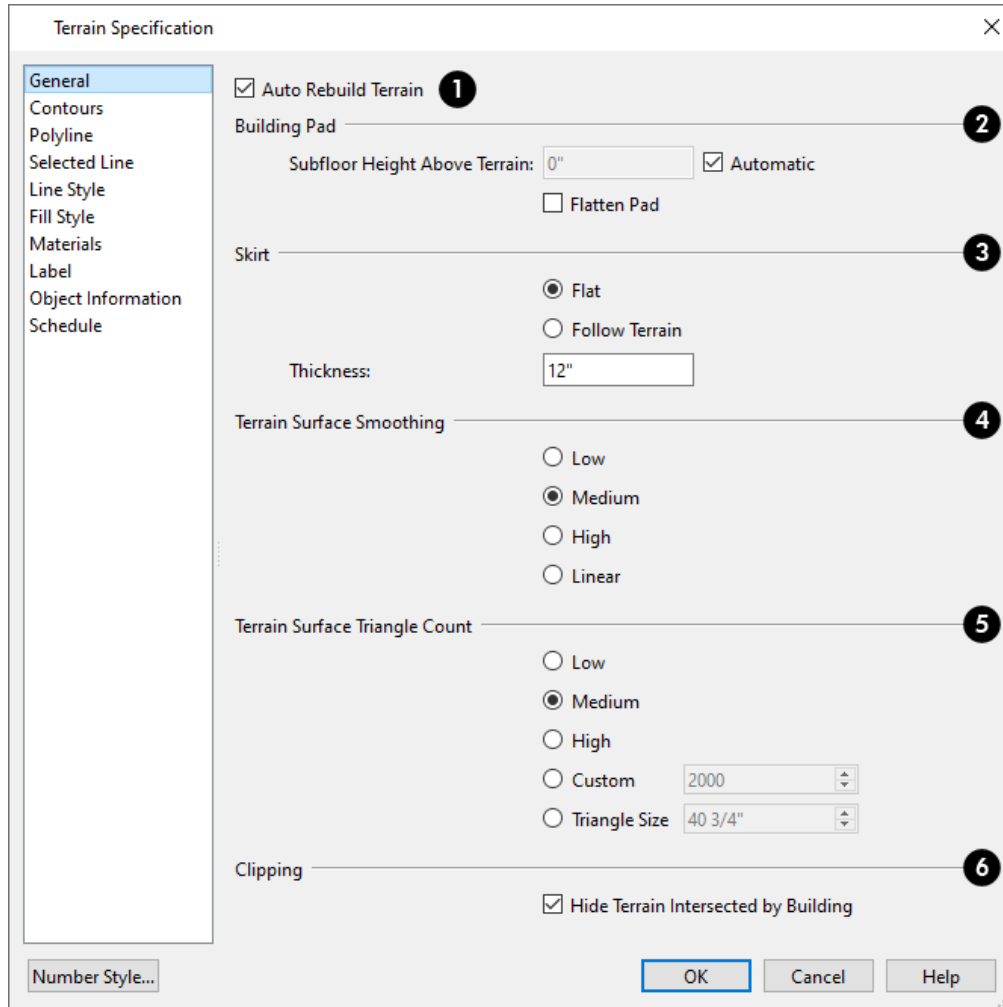 Terrain Specification
General
Contours
Polyline
Selected Line
Line Style
Fill Style
Materials
Label
Object Information
Schedule
Auto Rebuild Terrain 1
Building Pad 2
Subfloor Height Above Terrain: 0" Automatic
Flatten Pad
Skirt 3
Flat
Follow Terrain
Thickness: 12"
Terrain Surface Smoothing 4
Low
Medium
High
Linear
Terrain Surface Triangle Count 5
Low
Medium
High
Custom 2000
Triangle Size 40 3/4"
Clipping 6
Hide Terrain Intersected by Building
Number Style... OK Cancel Help